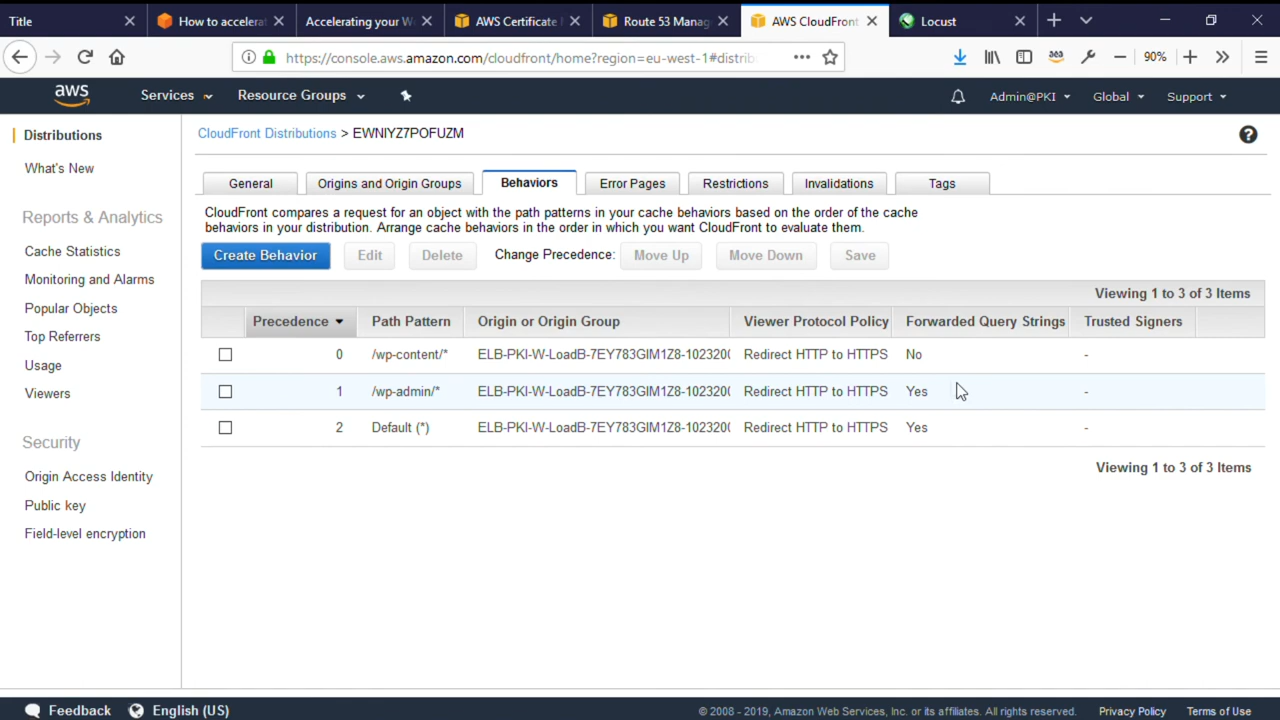 Title
How to accelerat
Accelerating your W
AWS Certificate
Route 53 Manag
AWS CloudFront
Locust
https://console.aws.amazon.com/cloudfront/home?region=eu-west-1#distrib
90%
aws
Services
Resource Groups
Admin@PKI
Global
Support
Distributions
What's New
Reports & Analytics
Cache Statistics
Monitoring and Alarms
Popular Objects
Top Referrers
Usage
Viewers
Security
Origin Access Identity
Public key
Field-level encryption
CloudFront Distributions > EWNIYZ7POFUZM
General
Origins and Origin Groups
Behaviors
Error Pages
Restrictions
Invalidations
Tags
CloudFront compares a request for an object with the path patterns in your cache behaviors based on the order of the cache
behaviors in your distribution. Arrange cache behaviors in the order in which you want CloudFront to evaluate them.
Create Behavior
Edit
Delete
Change Precedence:
Move Up
Move Down
Save
Viewing 1 to 3 of 3 Items
Precedence Path Pattern Origin or Origin Group Viewer Protocol Policy Forwarded Query Strings Trusted Signers
0 /wp-content/* ELB-PKI-W-LoadB-7EY783GIM1Z8-102320( Redirect HTTP to HTTPS No -
1 /wp-admin/* ELB-PKI-W-LoadB-7EY783GIM1Z8-102320( Redirect HTTP to HTTPS Yes -
2 Default (*) ELB-PKI-W-LoadB-7EY783GIM1Z8-102320( Redirect HTTP to HTTPS Yes -
Viewing 1 to 3 of 3 Items
Feedback
English (US)
© 2008 - 2019, Amazon Web Services, Inc. or its affiliates. All rights reserved.
Privacy Policy
Terms of Use